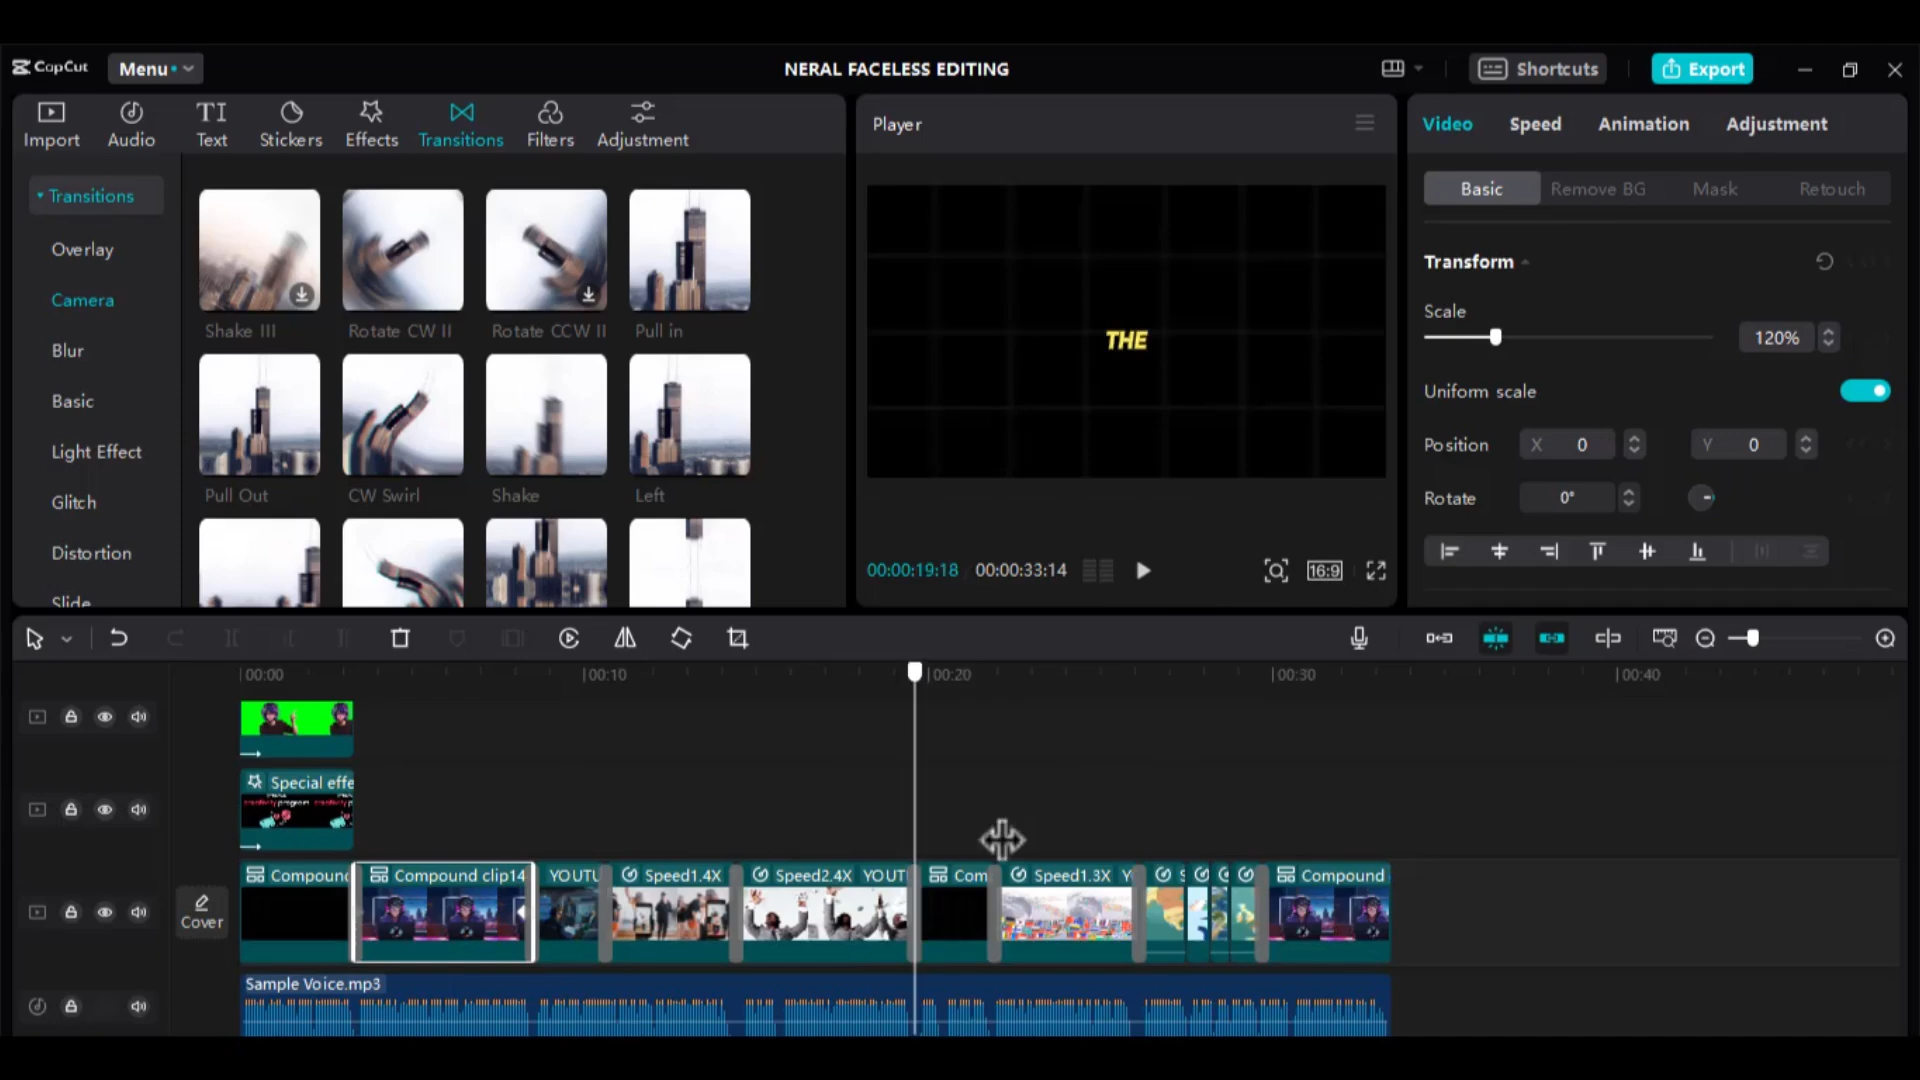 CapCut Menu NERAL FACELESS EDITING Shortcuts Export
Import Audio Text Stickers Effects Transitions Filters Adjustment
Transitions
Overlay
Camera
Blur
Basic
Light Effect
Glitch
Distortion
Slide
Shake III Rotate CW II Rotate CCW II Pull in
Pull Out CW Swirl Shake Left
Player
THE
00:00:19:18 00:00:33:14 16:9
Video Speed Animation Adjustment
Basic Remove BG Mask Retouch
Transform
Scale
120%
Uniform scale
Position X 0 Y 0
Rotate 0°
00:00 00:10 00:20 00:30 00:40
Special effe
creativity program
Cover
Compound Compound clip14 YOUTU Speed1.4X Speed2.4X YOUT Com Speed1.3X Y S Compound
Sample Voice.mp3